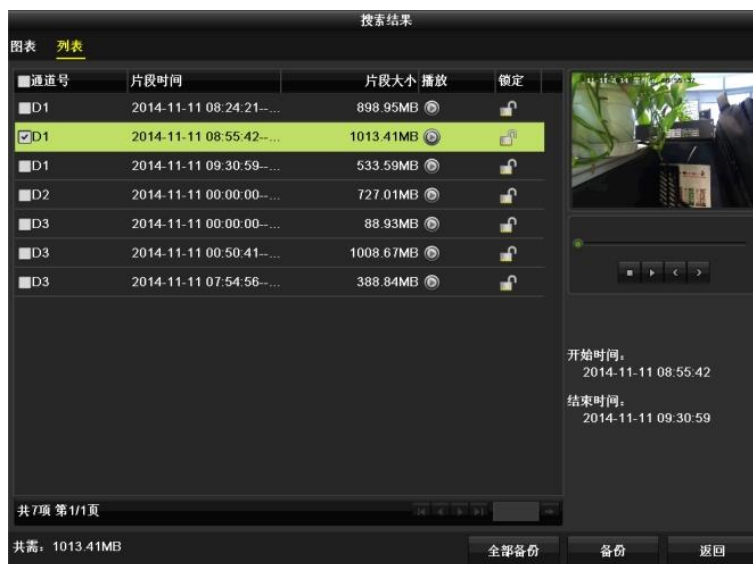 搜索结果
图表 列表
通道号 片段时间 片段大小 播放 锁定
D1 2014-11-11 08:24:21--... 898.95MB
D1 2014-11-11 08:55:42--... 1013.41MB
D1 2014-11-11 09:30:59--... 533.59MB
D2 2014-11-11 00:00:00--... 727.01MB
D3 2014-11-11 00:00:00--... 88.93MB
D3 2014-11-11 00:50:41--... 1008.67MB
D3 2014-11-11 07:54:56--... 388.84MB
开始时间:
2014-11-11 08:55:42
结束时间:
2014-11-11 09:30:59
共7项 第1/1页
共需: 1013.41MB
全部备份 备份 返回